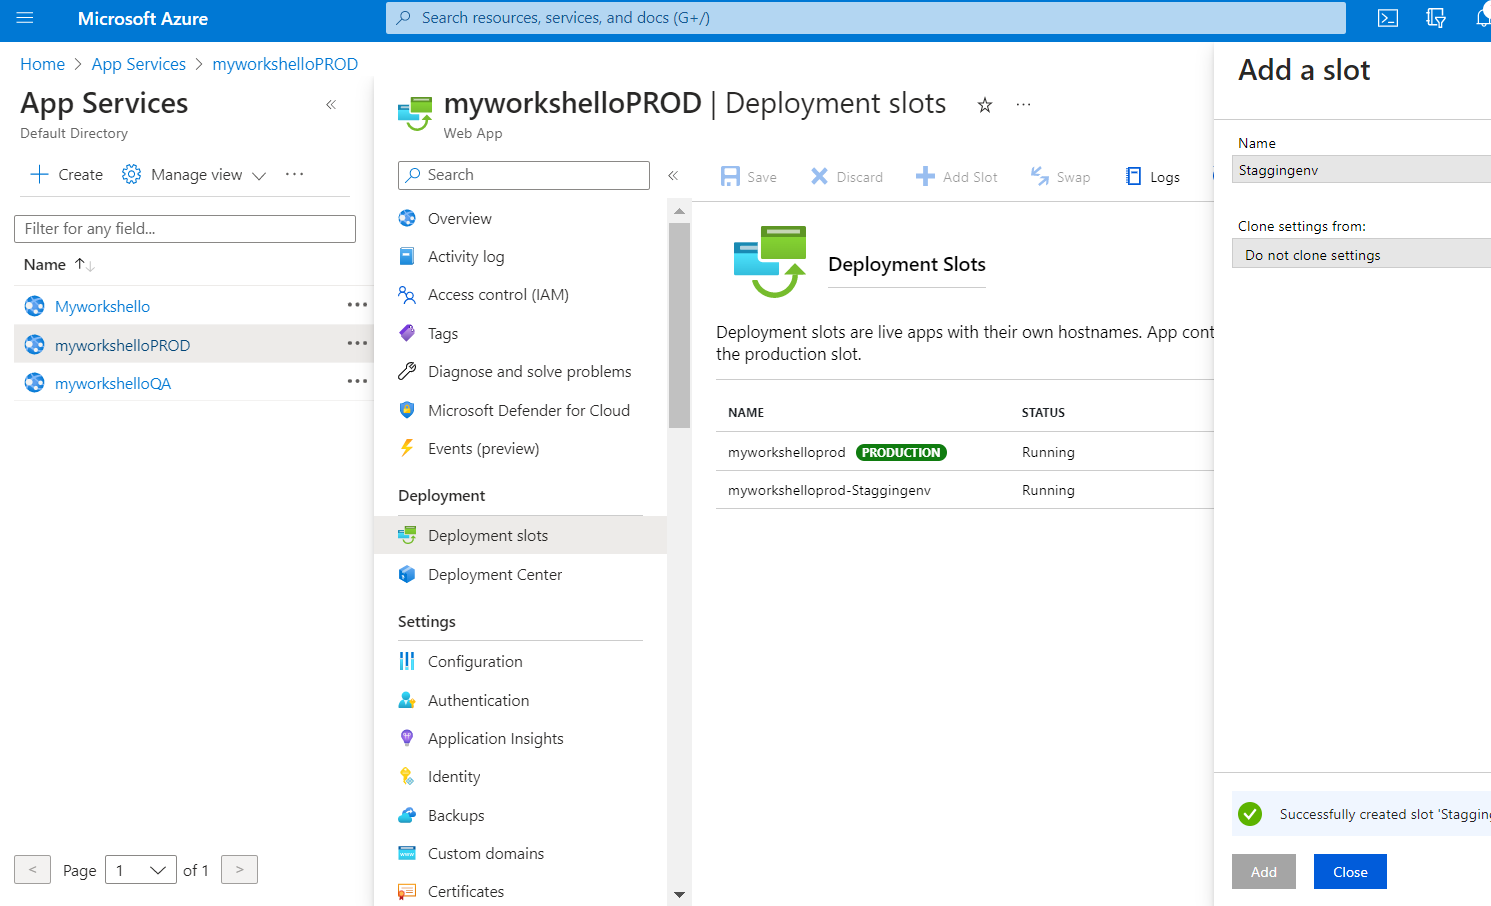 Microsoft Azure
Search resources, services, and docs (G+/)
Home > App Services > myworkshelloPROD
App Services
Default Directory
Create Manage view
Filter for any field...
Name
Myworkshello
myworkshelloPROD
myworkshelloQA
< Page 1 of 1 >
myworkshelloPROD | Deployment slots
Web App
Search
Overview
Activity log
Access control (IAM)
Tags
Diagnose and solve problems
Microsoft Defender for Cloud
Events (preview)
Deployment
Deployment slots
Deployment Center
Settings
Configuration
Authentication
Application Insights
Identity
Backups
Custom domains
Certificates
Save Discard Add Slot Swap Logs
Deployment Slots
Deployment slots are live apps with their own hostnames. App cont
the production slot.
NAME STATUS
myworkshelloprod PRODUCTION Running
myworkshelloprod-Staggingenv Running
Add a slot
Name
Staggingenv
Clone settings from:
Do not clone settings
Successfully created slot 'Stagging
Add Close